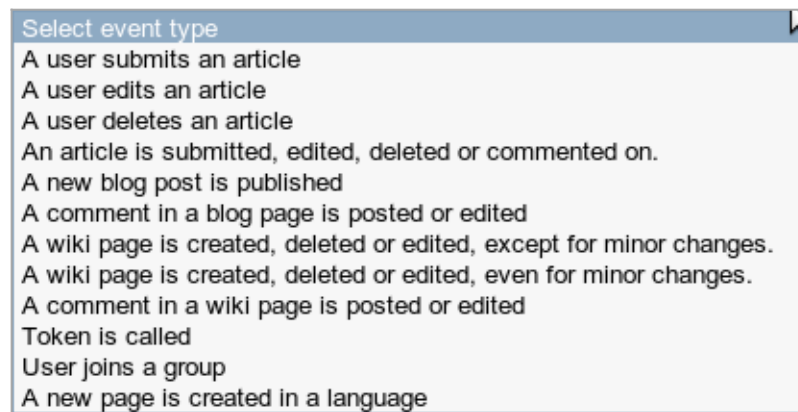 Select event type
A user submits an article
A user edits an article
A user deletes an article
An article is submitted, edited, deleted or commented on.
A new blog post is published
A comment in a blog page is posted or edited
A wiki page is created, deleted or edited, except for minor changes.
A wiki page is created, deleted or edited, even for minor changes.
A comment in a wiki page is posted or edited
Token is called
User joins a group
A new page is created in a language